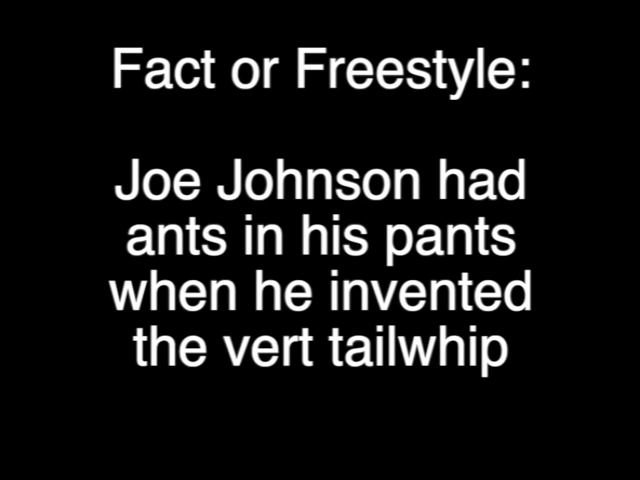 Fact or Freestyle:
Joe Johnson had
ants in his pants
when he invented
the vert tailwhip